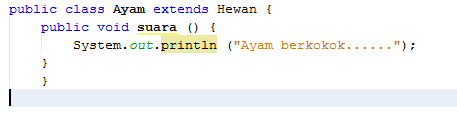 public class Ayam extends Hewan {
public void suara () {
System.out.println ("Ayam berkokok......");
}
}